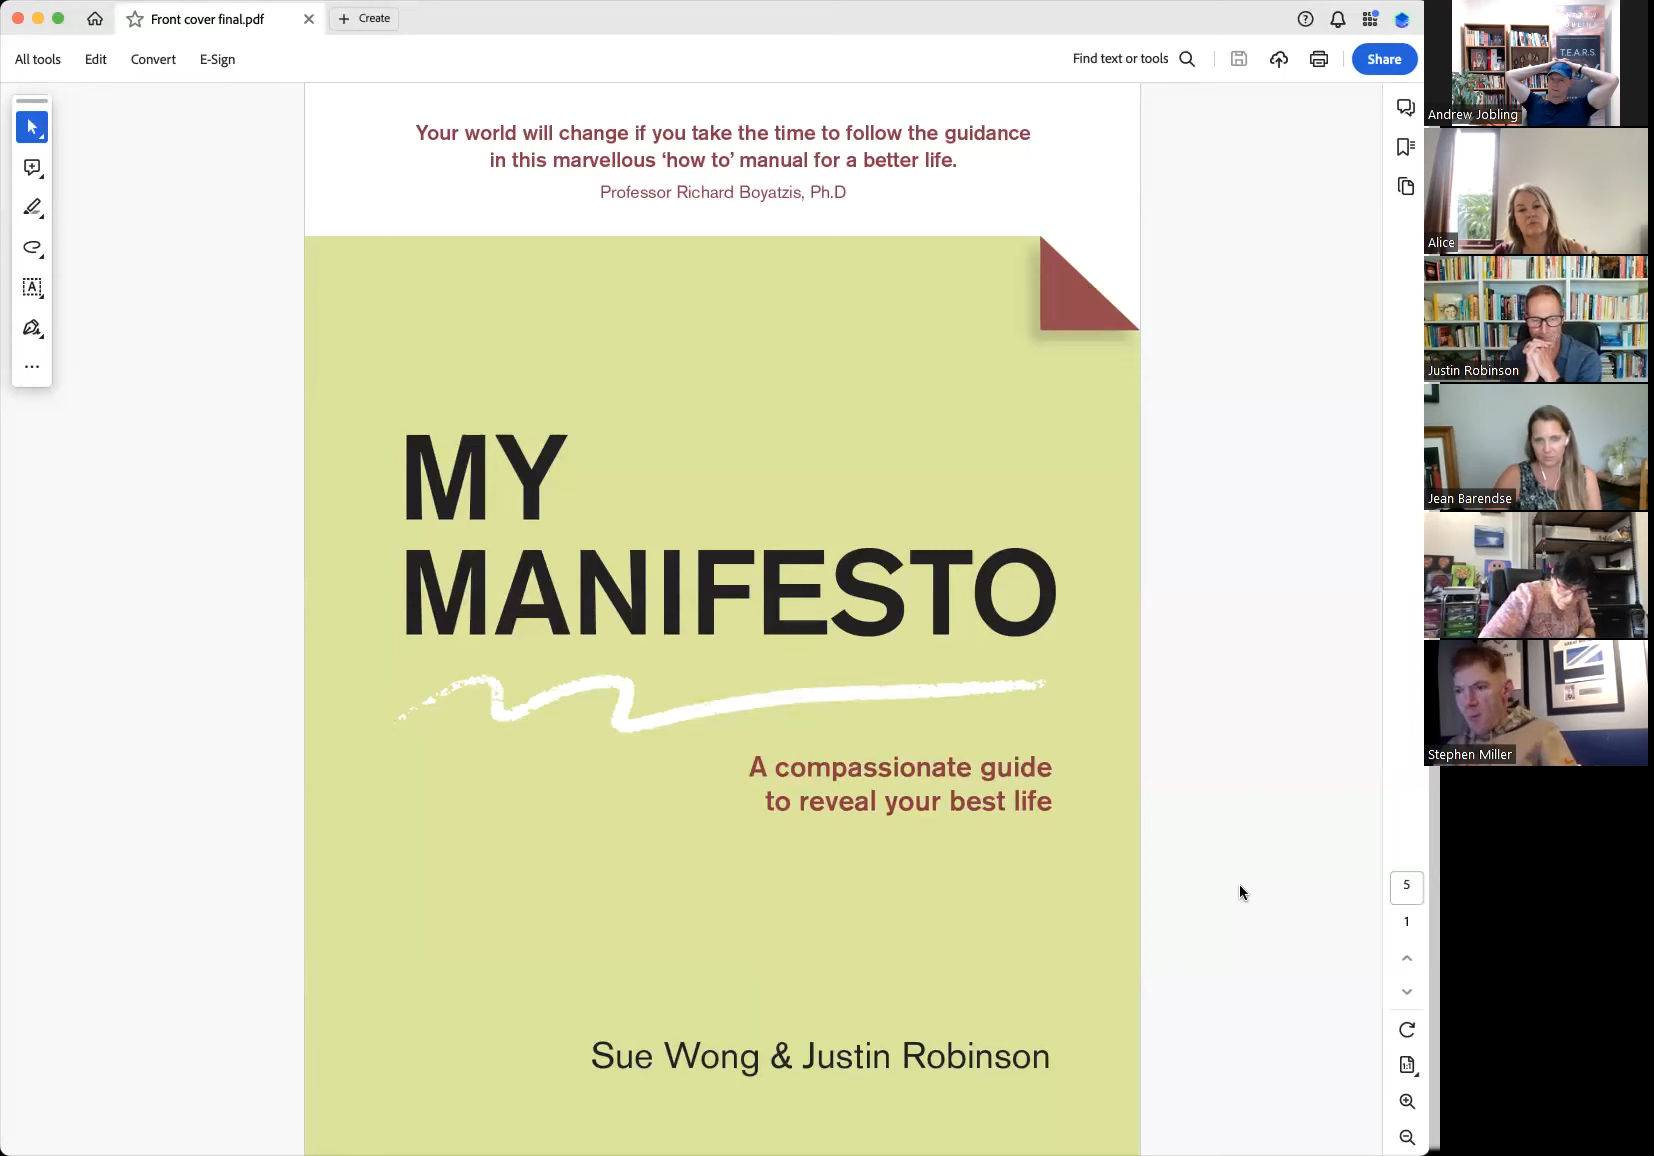 Front cover final.pdf
Create
All tools
Edit
Convert
E-Sign
Find text or tools
Share
Your world will change if you take the time to follow the guidance
in this marvellous ‘how to’ manual for a better life.
Professor Richard Boyatzis, Ph.D
MY
MANIFESTO
A compassionate guide
to reveal your best life
Sue Wong & Justin Robinson
5
1
1:1
T.E.A.R.S.
Andrew Jobling
Alice
Justin Robinson
Jean Barendse
Stephen Miller